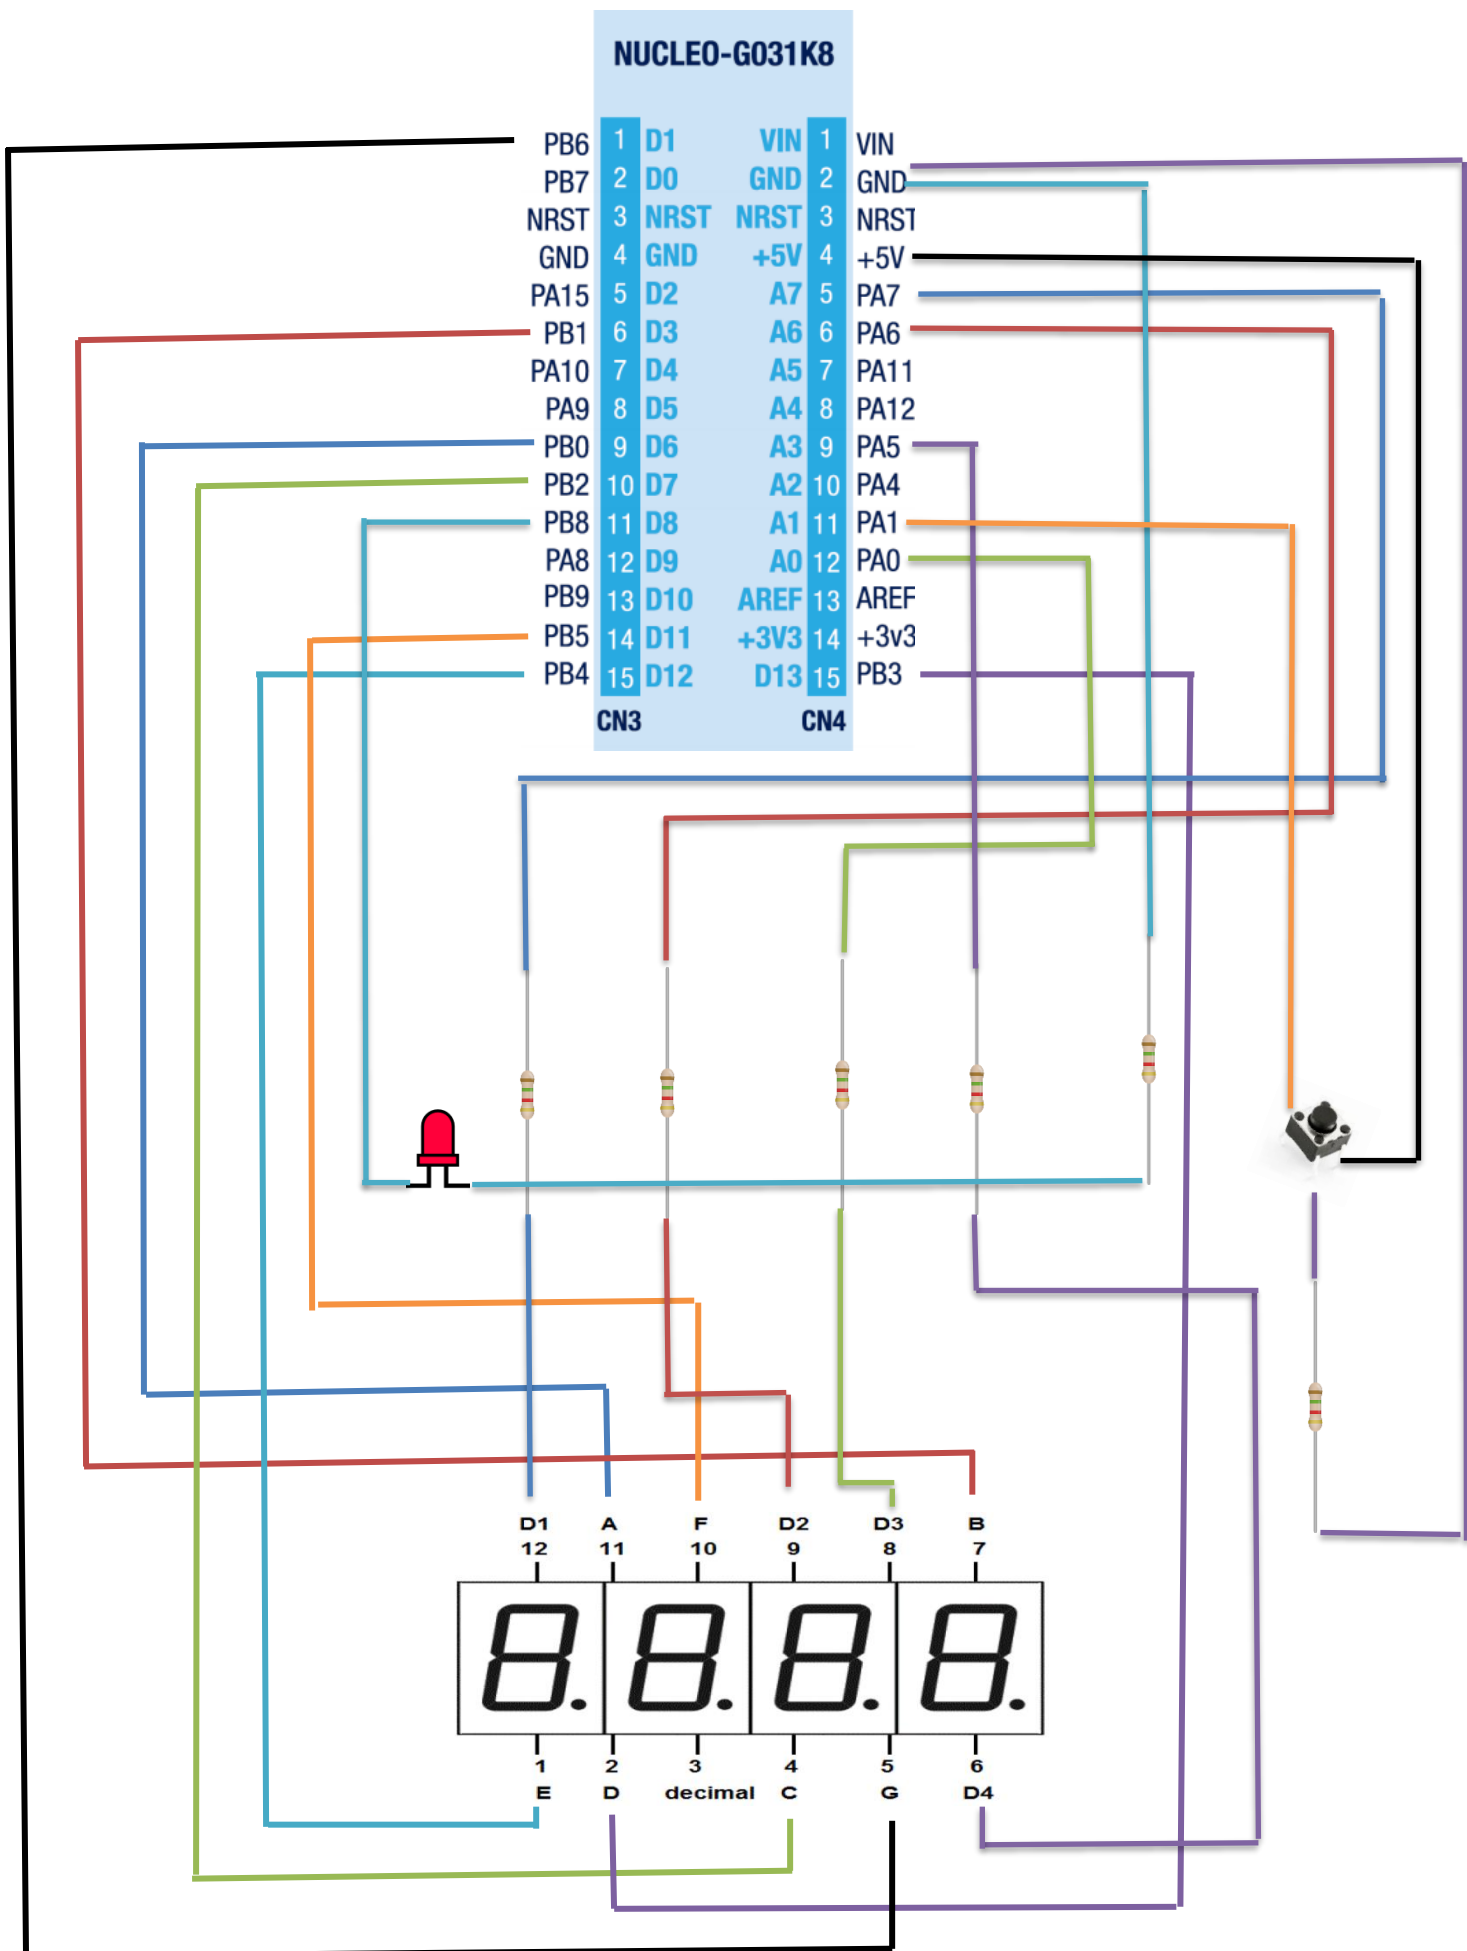 NUCLEO-G031K8
PB6 1 D1 VIN 1 VIN
PB7 2 D0 GND 2 GND
NRST 3 NRST NRST 3 NRST
GND 4 GND +5V 4 +5V
PA15 5 D2 A7 5 PA7
PB1 6 D3 A6 6 PA6
PA10 7 D4 A5 7 PA11
PA9 8 D5 A4 8 PA12
PB0 9 D6 A3 9 PA5
PB2 10 D7 A2 10 PA4
PB8 11 D8 A1 11 PA1
PA8 12 D9 A0 12 PA0
PB9 13 D10 AREF 13 AREF
PB5 14 D11 +3V3 14 +3v3
PB4 15 D12 D13 15 PB3
CN3 CN4
D1 A F D2 D3 B
12 11 10 9 8 7
8. 8. 8. 8.
1 2 3 4 5 6
E D decimal C G D4